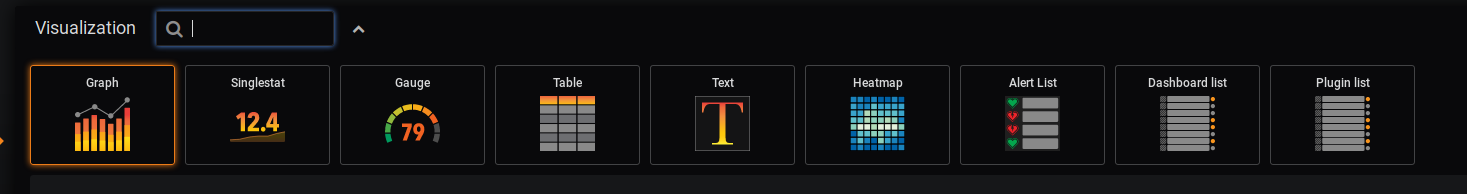 Visualization
Graph
Singlestat
12.4
Gauge
79
Table
Text
T
Heatmap
Alert List
Dashboard list
Plugin list